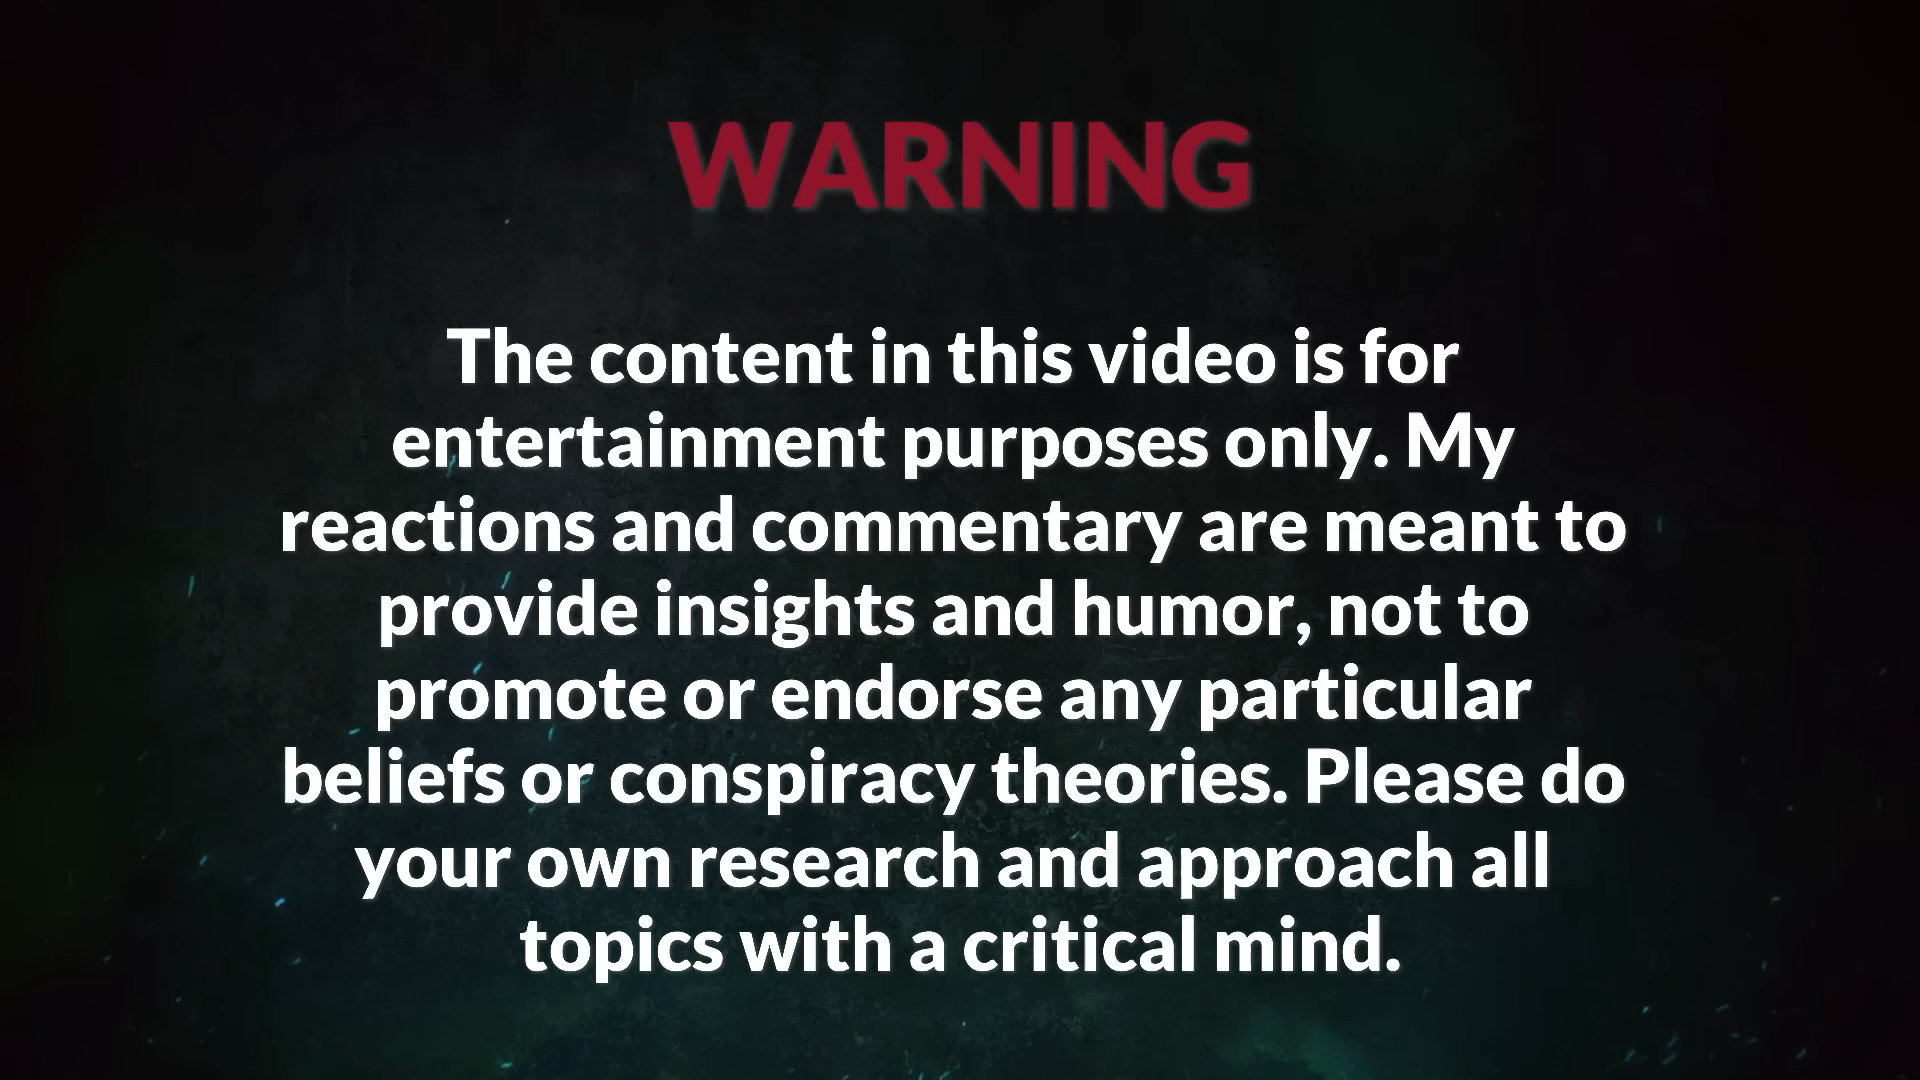 WARNING
The content in this video is for
entertainment purposes only. My
reactions and commentary are meant to
provide insights and humor, not to
promote or endorse any particular
beliefs or conspiracy theories. Please do
your own research and approach all
topics with a critical mind.